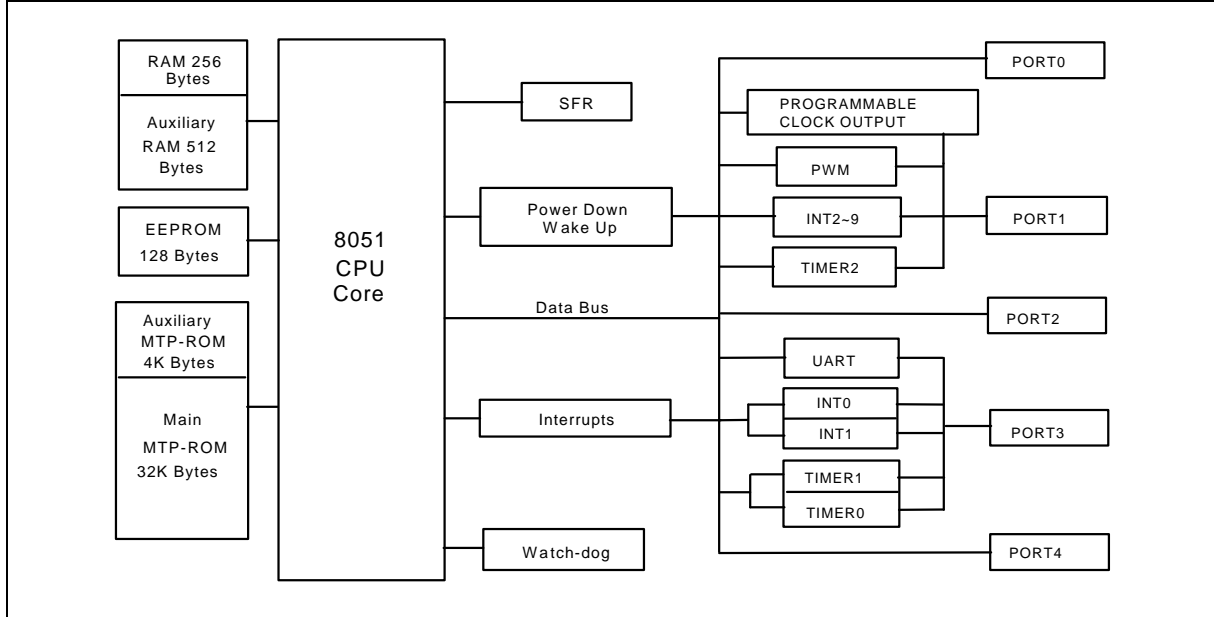 RAM 256
Bytes
Auxiliary
RAM 512
Bytes
EEPROM
128 Bytes
Auxiliary
MTP-ROM
4K Bytes
Main
MTP-ROM
32K Bytes
8051
CPU
Core
SFR
Power Down
Wake Up
Data Bus
Interrupts
Watch-dog
PROGRAMMABLE
CLOCK OUTPUT
PWM
INT2~9
TIMER2
UART
INT0
INT1
TIMER1
TIMER0
PORT0
PORT1
PORT2
PORT3
PORT4